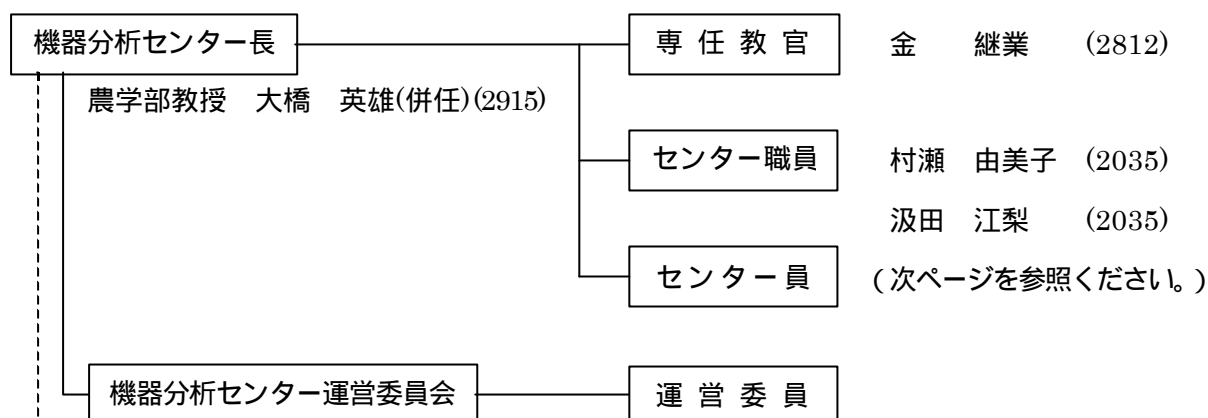 機器分析センター長 専任教官 金 継業 (2812)
農学部教授 大橋 英雄(併任)(2915)
センター職員 村瀬 由美子 (2035)
汲田 江梨 (2035)
センター員 (次ページを参照ください。)
機器分析センター運営委員会 運営委員